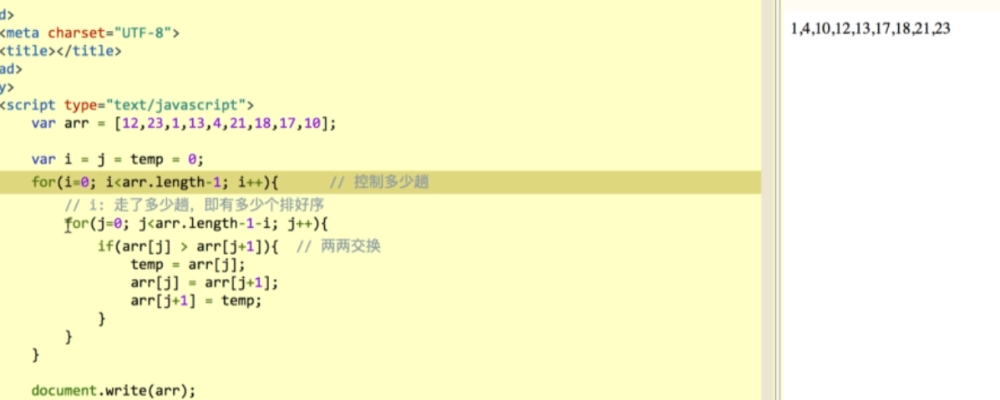 d>
<meta charset="UTF-8">
<title></title>
ad>
y>
<script type="text/javascript">
var arr = [12,23,1,13,4,21,18,17,10];
var i = j = temp = 0;
for(i=0; i<arr.length-1; i++){ // 控制多少趟
// i: 走了多少趟，即有多少个排好序
for(j=0; j<arr.length-1-i; j++){
if(arr[j] > arr[j+1]){ // 两两交换
temp = arr[j];
arr[j] = arr[j+1];
arr[j+1] = temp;
}
}
}
document.write(arr);
1,4,10,12,13,17,18,21,23